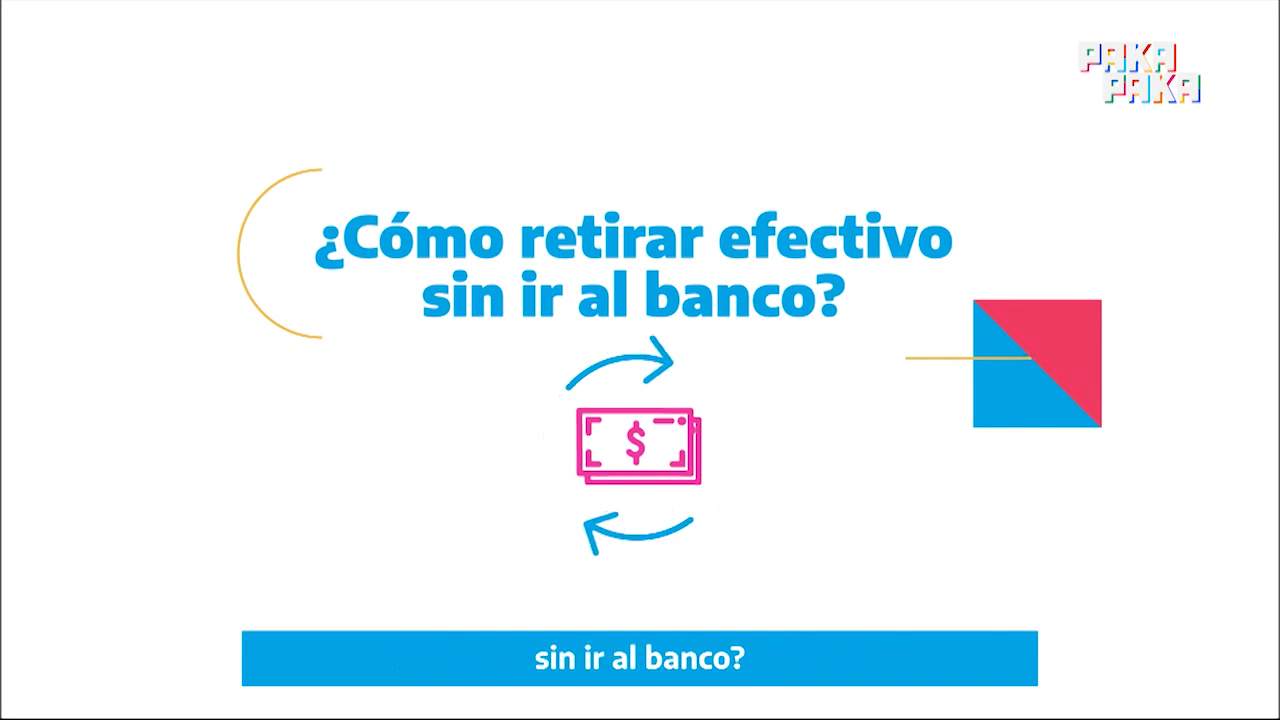 PAKA
PAKA
¿Cómo retirar efectivo
sin ir al banco?
$
sin ir al banco?